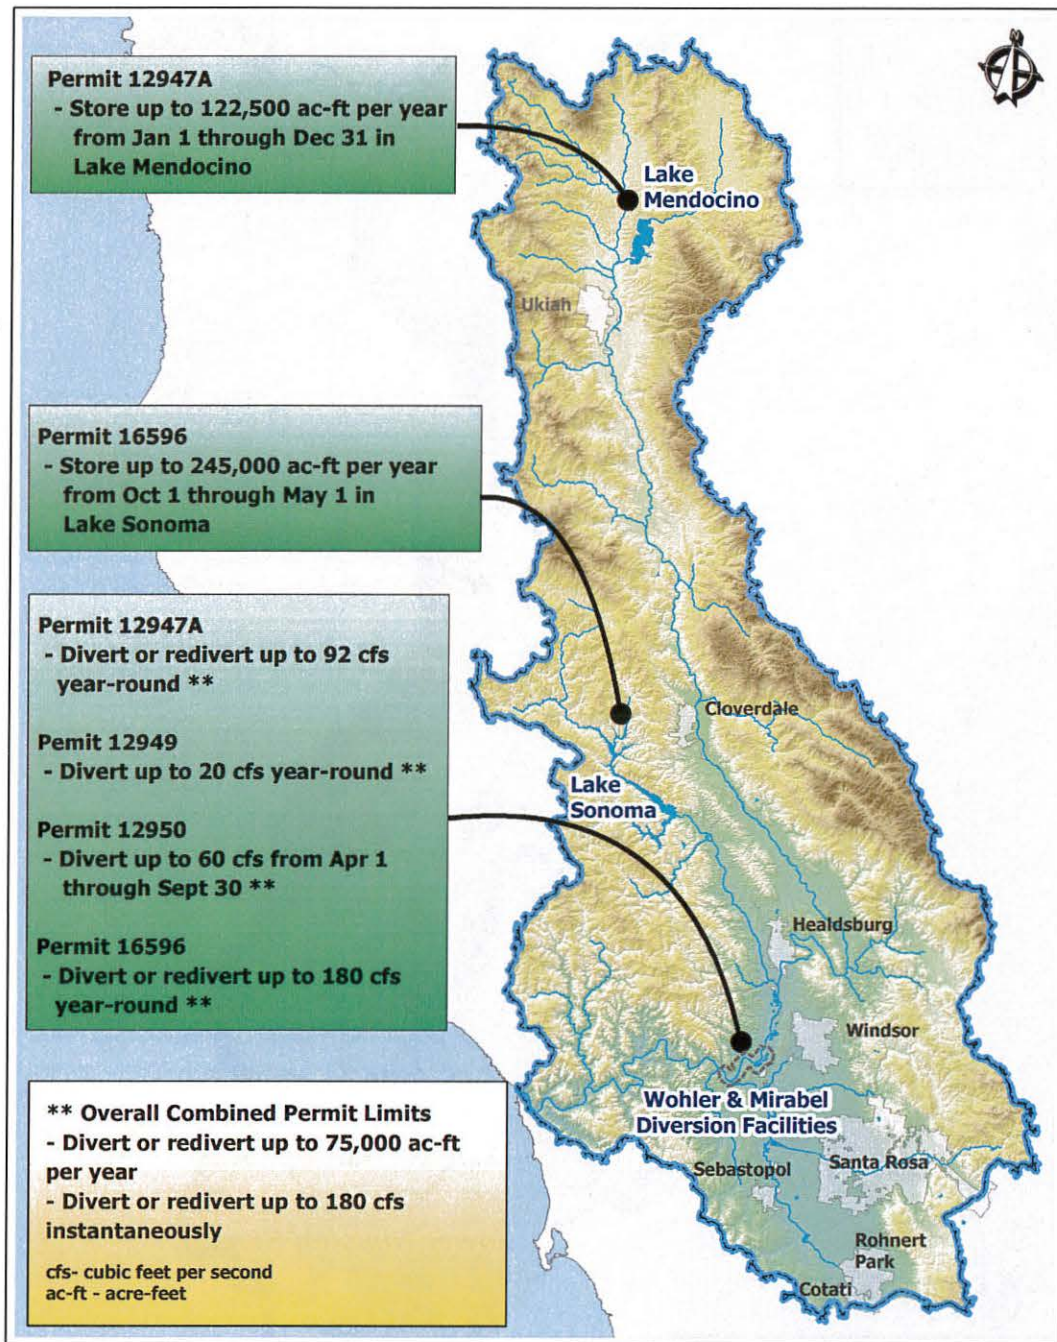 Permit 12947A
- Store up to 122,500 ac-ft per year
from Jan 1 through Dec 31 in
Lake Mendocino
Lake
Mendocino
Ukiah
Permit 16596
- Store up to 245,000 ac-ft per year
from Oct 1 through May 1 in
Lake Sonoma
Permit 12947A
- Divert or redivert up to 92 cfs
year-round **
Pemit 12949
- Divert up to 20 cfs year-round **
Permit 12950
- Divert up to 60 cfs from Apr 1
through Sept 30 **
Permit 16596
- Divert or redivert up to 180 cfs
year-round **
Cloverdale
Lake
Sonoma
Healdsburg
Windsor
Wohler & Mirabel
Diversion Facilities
Sebastopol
Santa Rosa
Rohnert
Park
Cotati
** Overall Combined Permit Limits
- Divert or redivert up to 75,000 ac-ft
per year
- Divert or redivert up to 180 cfs
instantaneously
cfs- cubic feet per second
ac-ft - acre-feet